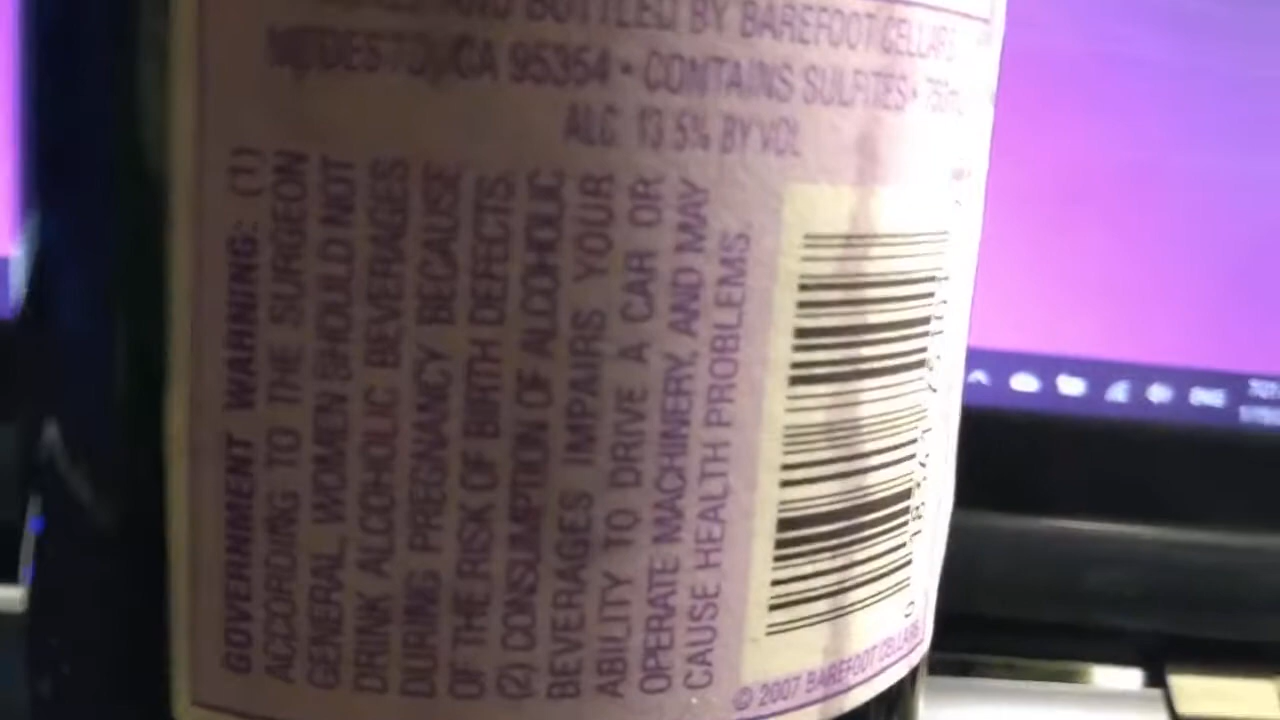 BOTTLED BY BAREFOOT CELLARS
MODESTO, CA 95354 • CONTAINS SULFITES • 750mL
ALC. 13.5% BY VOL
GOVERNMENT WARNING: (1)
ACCORDING TO THE SURGEON
GENERAL, WOMEN SHOULD NOT
DRINK ALCOHOLIC BEVERAGES
DURING PREGNANCY BECAUSE
OF THE RISK OF BIRTH DEFECTS.
(2) CONSUMPTION OF ALCOHOLIC
BEVERAGES IMPAIRS YOUR
ABILITY TO DRIVE A CAR OR
OPERATE MACHINERY, AND MAY
CAUSE HEALTH PROBLEMS.
© 2007 BAREFOOT CELLARS
ENG